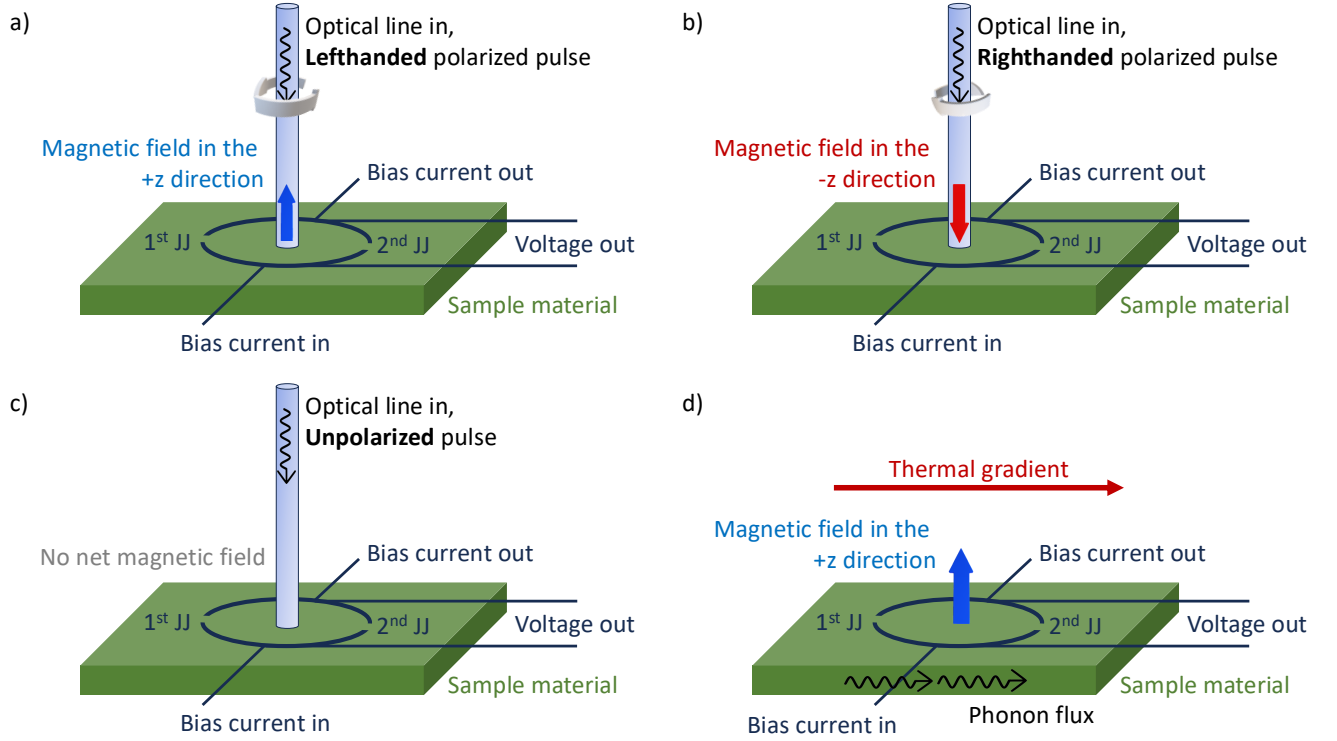 a)
Optical line in,
Lefthanded polarized pulse
Magnetic field in the
+z direction
Bias current out
1st JJ
2nd JJ
Voltage out
Sample material
Bias current in
b)
Optical line in,
Righthanded polarized pulse
Magnetic field in the
-z direction
Bias current out
1st JJ
2nd JJ
Voltage out
Sample material
Bias current in
c)
Optical line in,
Unpolarized pulse
No net magnetic field
Bias current out
1st JJ
2nd JJ
Voltage out
Sample material
Bias current in
d)
Thermal gradient
Magnetic field in the
+z direction
Bias current out
1st JJ
2nd JJ
Voltage out
Sample material
Bias current in
Phonon flux